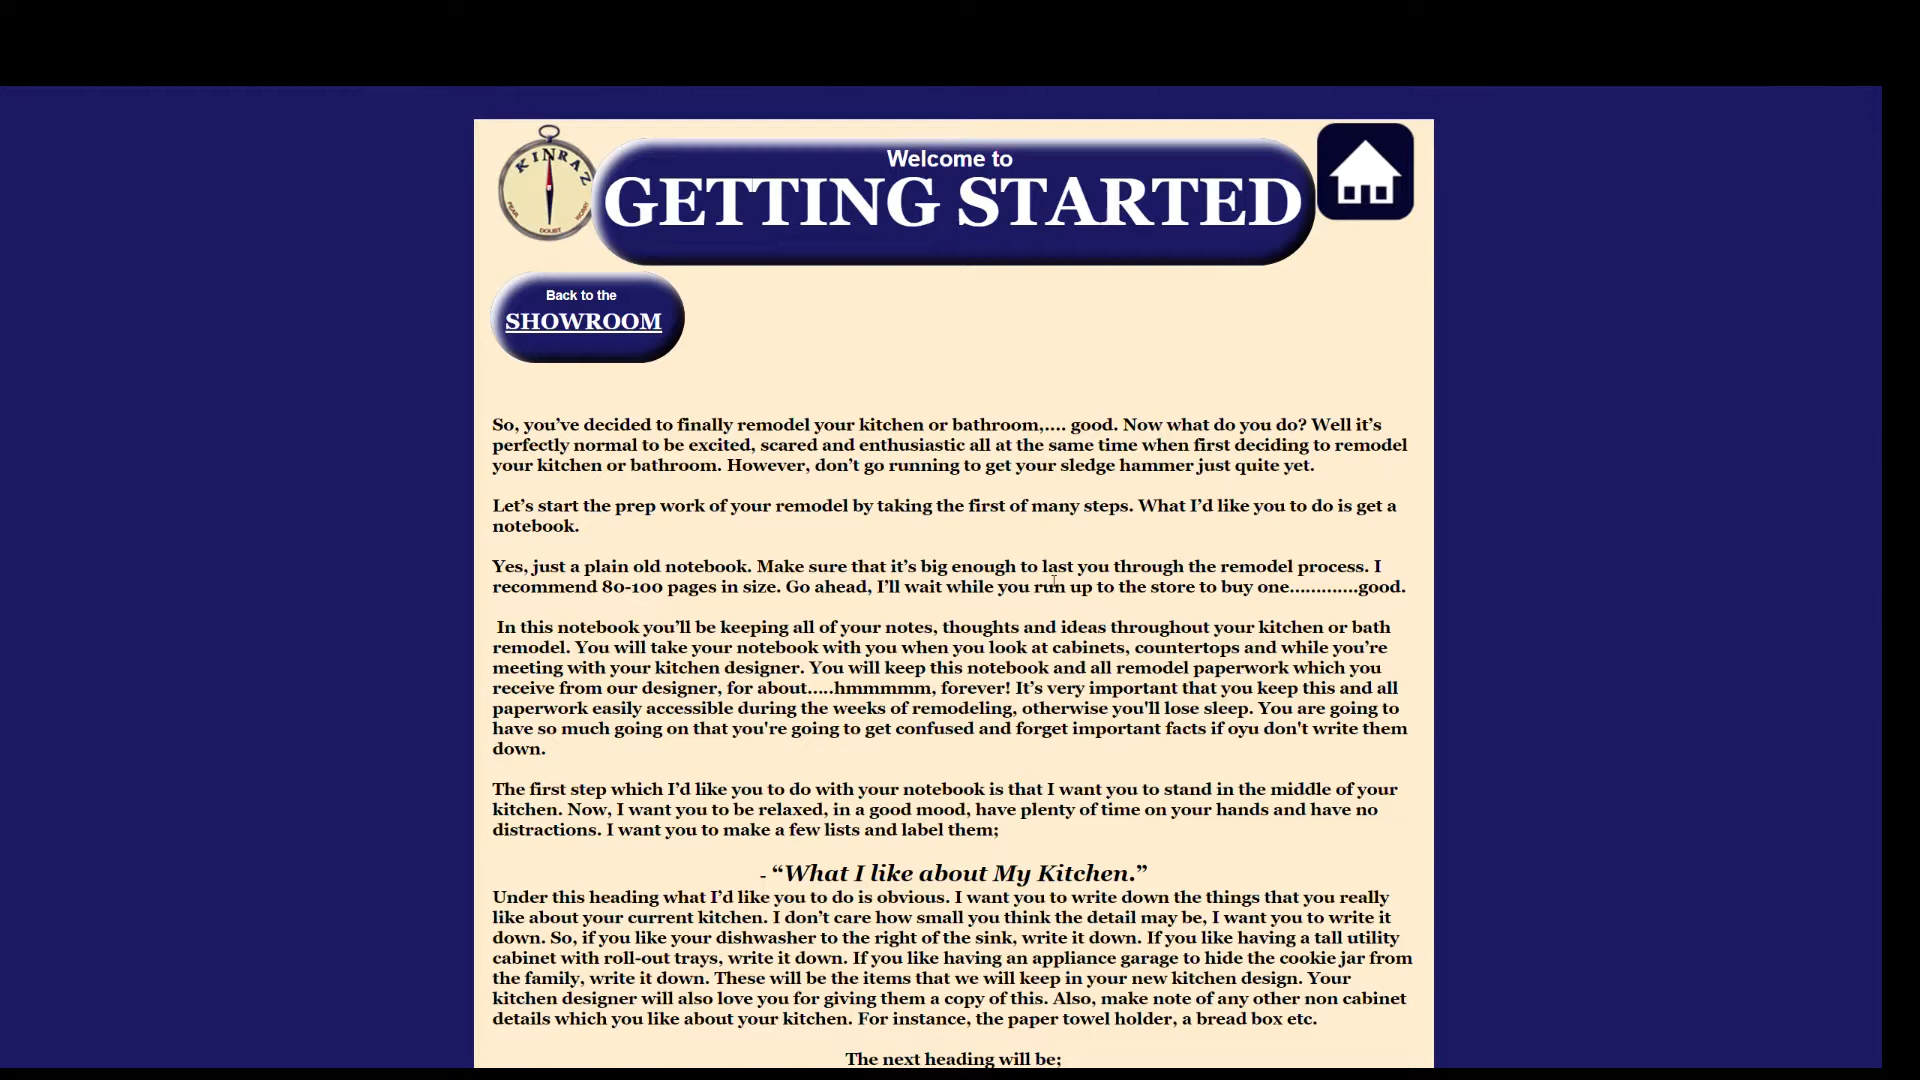 KINRAZ
FEAR
DOUBT
WORRY
Welcome to
GETTING STARTED
Back to the
SHOWROOM
So, you’ve decided to finally remodel your kitchen or bathroom,.... good. Now what do you do? Well it’s
perfectly normal to be excited, scared and enthusiastic all at the same time when first deciding to remodel
your kitchen or bathroom. However, don’t go running to get your sledge hammer just quite yet.
Let’s start the prep work of your remodel by taking the first of many steps. What I’d like you to do is get a
notebook.
Yes, just a plain old notebook. Make sure that it’s big enough to last you through the remodel process. I
recommend 80-100 pages in size. Go ahead, I’ll wait while you run up to the store to buy one.............good.
In this notebook you’ll be keeping all of your notes, thoughts and ideas throughout your kitchen or bath
remodel. You will take your notebook with you when you look at cabinets, countertops and while you’re
meeting with your kitchen designer. You will keep this notebook and all remodel paperwork which you
receive from our designer, for about.....hmmmmm, forever! It’s very important that you keep this and all
paperwork easily accessible during the weeks of remodeling, otherwise you'll lose sleep. You are going to
have so much going on that you're going to get confused and forget important facts if oyu don't write them
down.
The first step which I’d like you to do with your notebook is that I want you to stand in the middle of your
kitchen. Now, I want you to be relaxed, in a good mood, have plenty of time on your hands and have no
distractions. I want you to make a few lists and label them;
- “What I like about My Kitchen.”
Under this heading what I’d like you to do is obvious. I want you to write down the things that you really
like about your current kitchen. I don’t care how small you think the detail may be, I want you to write it
down. So, if you like your dishwasher to the right of the sink, write it down. If you like having a tall utility
cabinet with roll-out trays, write it down. If you like having an appliance garage to hide the cookie jar from
the family, write it down. These will be the items that we will keep in your new kitchen design. Your
kitchen designer will also love you for giving them a copy of this. Also, make note of any other non cabinet
details which you like about your kitchen. For instance, the paper towel holder, a bread box etc.
The next heading will be;